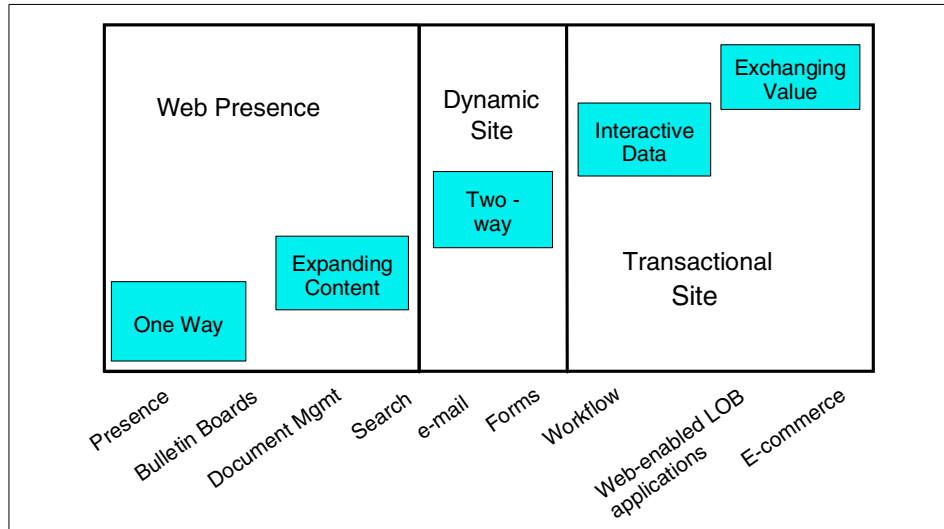 Web Presence
Dynamic
Site
Exchanging
Value
Interactive
Data
Two -
way
Expanding
Content
Transactional
Site
One Way
Presence
Bulletin Boards
Document Mgmt
Search
e-mail
Forms
Workflow
Web-enabled LOB
applications
E-commerce